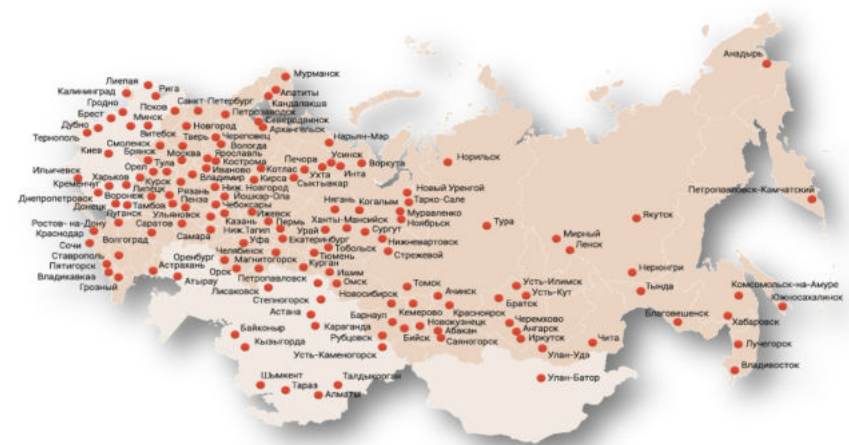 Анадырь
Мурманск
Лиепая
Рига
Апатиты
Калининград
Санкт-Петербург
Кандалакша
Гродно
Псков
Петрозаводск
Брест
Минск
Северодвинск
Дубно
Новгород
Архангельск
Тернополь
Витебск
Череповец
Нарьян-Мар
Смоленск
Тверь
Вологда
Киев
Брянск
Москва
Ярославль
Печора
Усинск
Воркута
Норильск
Тула
Кострома
Орел
Иваново
Котлас
Ухта
Инта
Ильичевск
Харьков
Курск
Владимир
Кирса
Сыктывкар
Кременчуг
Липецк
Рязань
Ниж. Новгород
Новый Уренгой
Петропавловск-Камчатский
Днепропетровск
Воронеж
Пенза
Йошкар-Ола
Нягань
Когалым
Тарко-Сале
Донецк
Тамбов
Чебоксары
Муравленко
Луганск
Ульяновск
Казань
Ижевск
Ханты-Мансийск
Ноябрьск
Якутск
Ростов- на-Дону
Саратов
Ниж.Тагил
Пермь
Урай
Сургут
Тура
Краснодар
Волгоград
Самара
Уфа
Екатеринбург
Нижневартовск
Мирный
Сочи
Челябинск
Тобольск
Стрежевой
Ленск
Ставрополь
Оренбург
Магнитогорск
Тюмень
Пятигорск
Астрахань
Орск
Курган
Ишим
Нерюнгри
Владикавказ
Атырау
Петропавловск
Омск
Томск
Усть-Илимск
Тында
Комсомольск-на-Амуре
Грозный
Лисаковск
Новосибирск
Ачинск
Усть-Кут
Южносахалинск
Степногорск
Братск
Астана
Барнаул
Кемерово
Красноярск
Черемхово
Благовешенск
Хабаровск
Байконыр
Караганда
Новокузнецк
Абакан
Ангарск
Рубцовск
Бийск
Саяногорск
Иркутск
Чита
Лучегорск
Кызыгорда
Усть-Каменогорск
Улан-Удэ
Владивосток
Шымкент
Талдыкроган
Улан-Батор
Тараз
Алматы